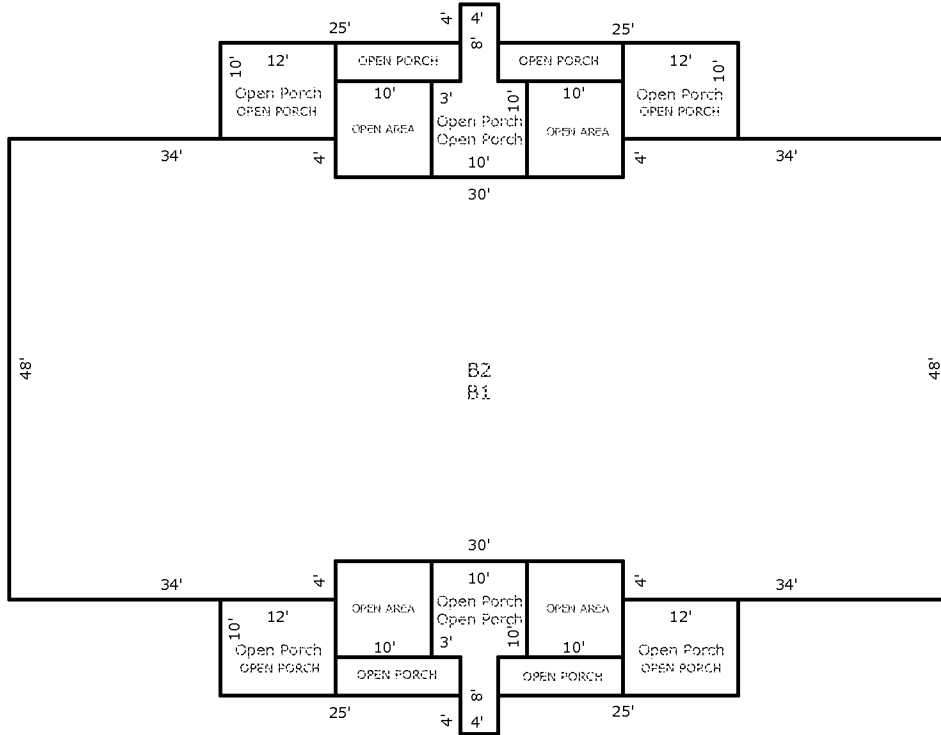 4'
4'
25'
8'
25'
12'
OPEN PORCH
OPEN PORCH
12'
10'
10'
Open Porch
OPEN PORCH
10'
3'
10'
10'
Open Porch
OPEN PORCH
OPEN AREA
Open Porch
Open Porch
OPEN AREA
34'
4'
10'
4'
34'
30'
48'
B2
B1
48'
30'
34'
4'
10'
4'
34'
12'
10'
OPEN AREA
Open Porch
Open Porch
OPEN AREA
12'
Open Porch
OPEN PORCH
10'
3'
10'
10'
Open Porch
OPEN PORCH
OPEN PORCH
OPEN PORCH
25'
8'
25'
4'
4'